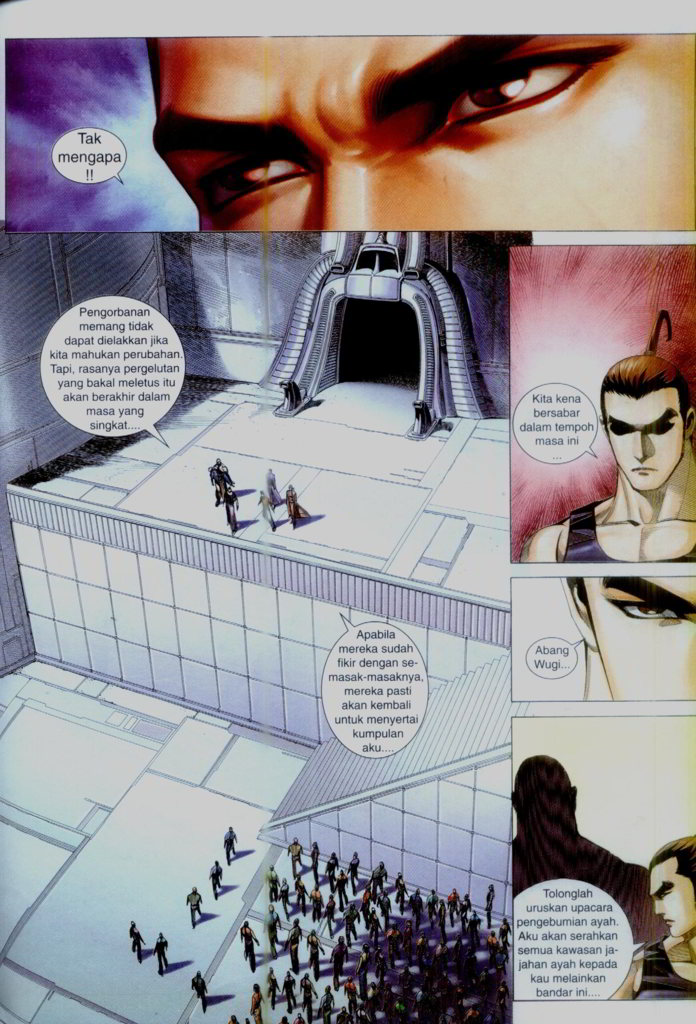 Tak
mengapa
!!
Pengorbanan
memang tidak
dapat dielakkan jika
kita mahukan perubahan.
Tapi, rasanya pergelutan
yang bakal meletus itu
akan berakhir dalam
masa yang
singkat....
Apabila
mereka sudah
fikir dengan se-
masak-masaknya,
mereka pasti
akan kembali
untuk menyertai
kumpulan
aku....
Kita kena
bersabar
dalam tempoh
masa ini
...
Abang
Wugi...
Tolonglah
uruskan upacara
pengebumian ayah.
Aku akan serahkan
semua kawasan ja-
jahan ayah kepada
kau melainkan
bandar ini....